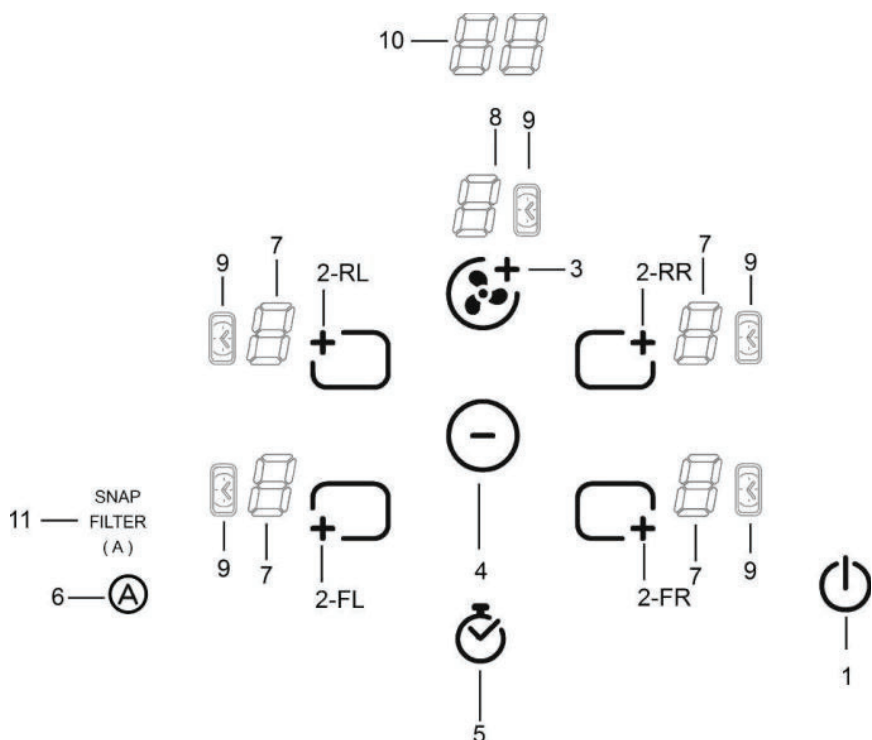 10
8 9
7 7
9 2-RL 3 2-RR 9
SNAP
11 FILTER
(A)
6 A
9 7 2-FL 4 2-FR 7 9
1
5